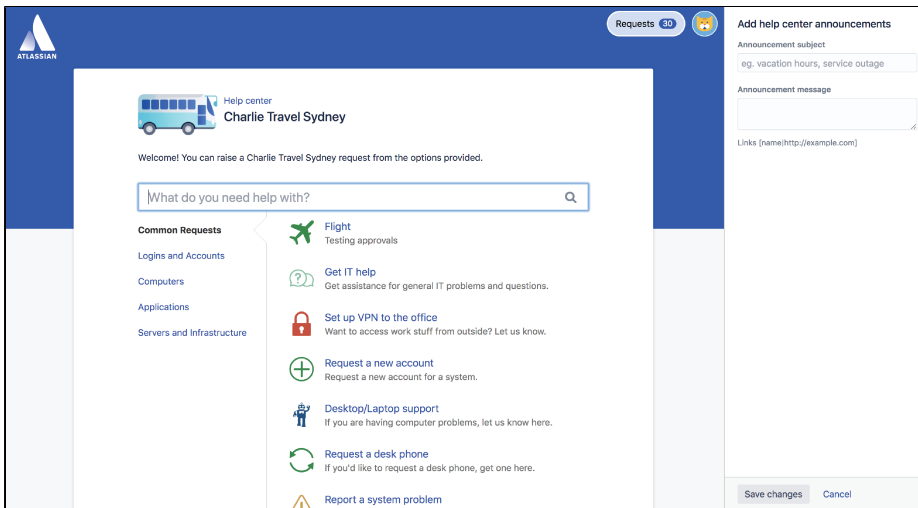 ATLASSIAN
Requests 30
Help center
Charlie Travel Sydney
Welcome! You can raise a Charlie Travel Sydney request from the options provided.
What do you need help with?
Common Requests
Logins and Accounts
Computers
Applications
Servers and Infrastructure
Flight
Testing approvals
Get IT help
Get assistance for general IT problems and questions.
Set up VPN to the office
Want to access work stuff from outside? Let us know.
Request a new account
Request a new account for a system.
Desktop/Laptop support
If you are having computer problems, let us know here.
Request a desk phone
If you'd like to request a desk phone, get one here.
Report a system problem
Add help center announcements
Announcement subject
eg. vacation hours, service outage
Announcement message
Links [name|http://example.com]
Save changes Cancel